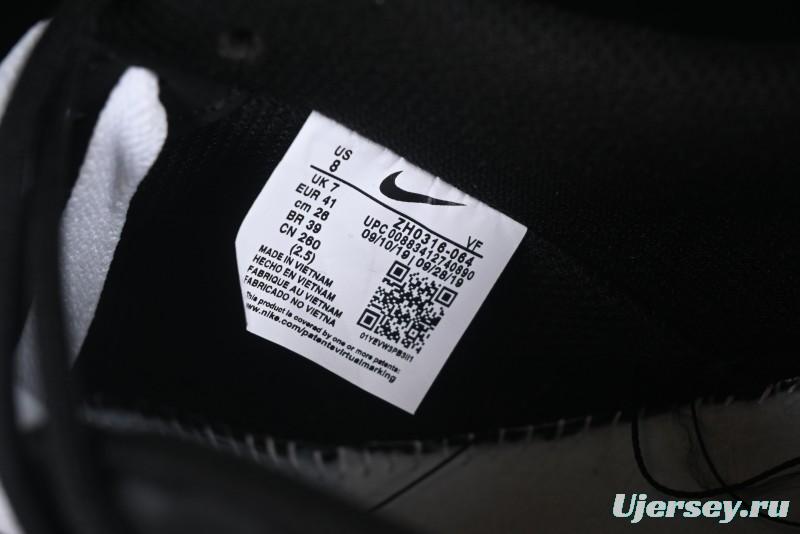 US
8
UK 7
EUR 41
cm 26
BR 39
CN 260
(2.5)
VF
ZH0316-064
UPC 00883412740890
09/10/19 | 09/28/19
MADE IN VIETNAM
HECHO EN VIETNAM
FABRIQUE AU VIETNAM
FABRICADO NO VIETNA
This product is covered by one or more patents:
www.nike.com/patentsvirtualmarking
01YEVW3PB3I1
Ujersey.ru